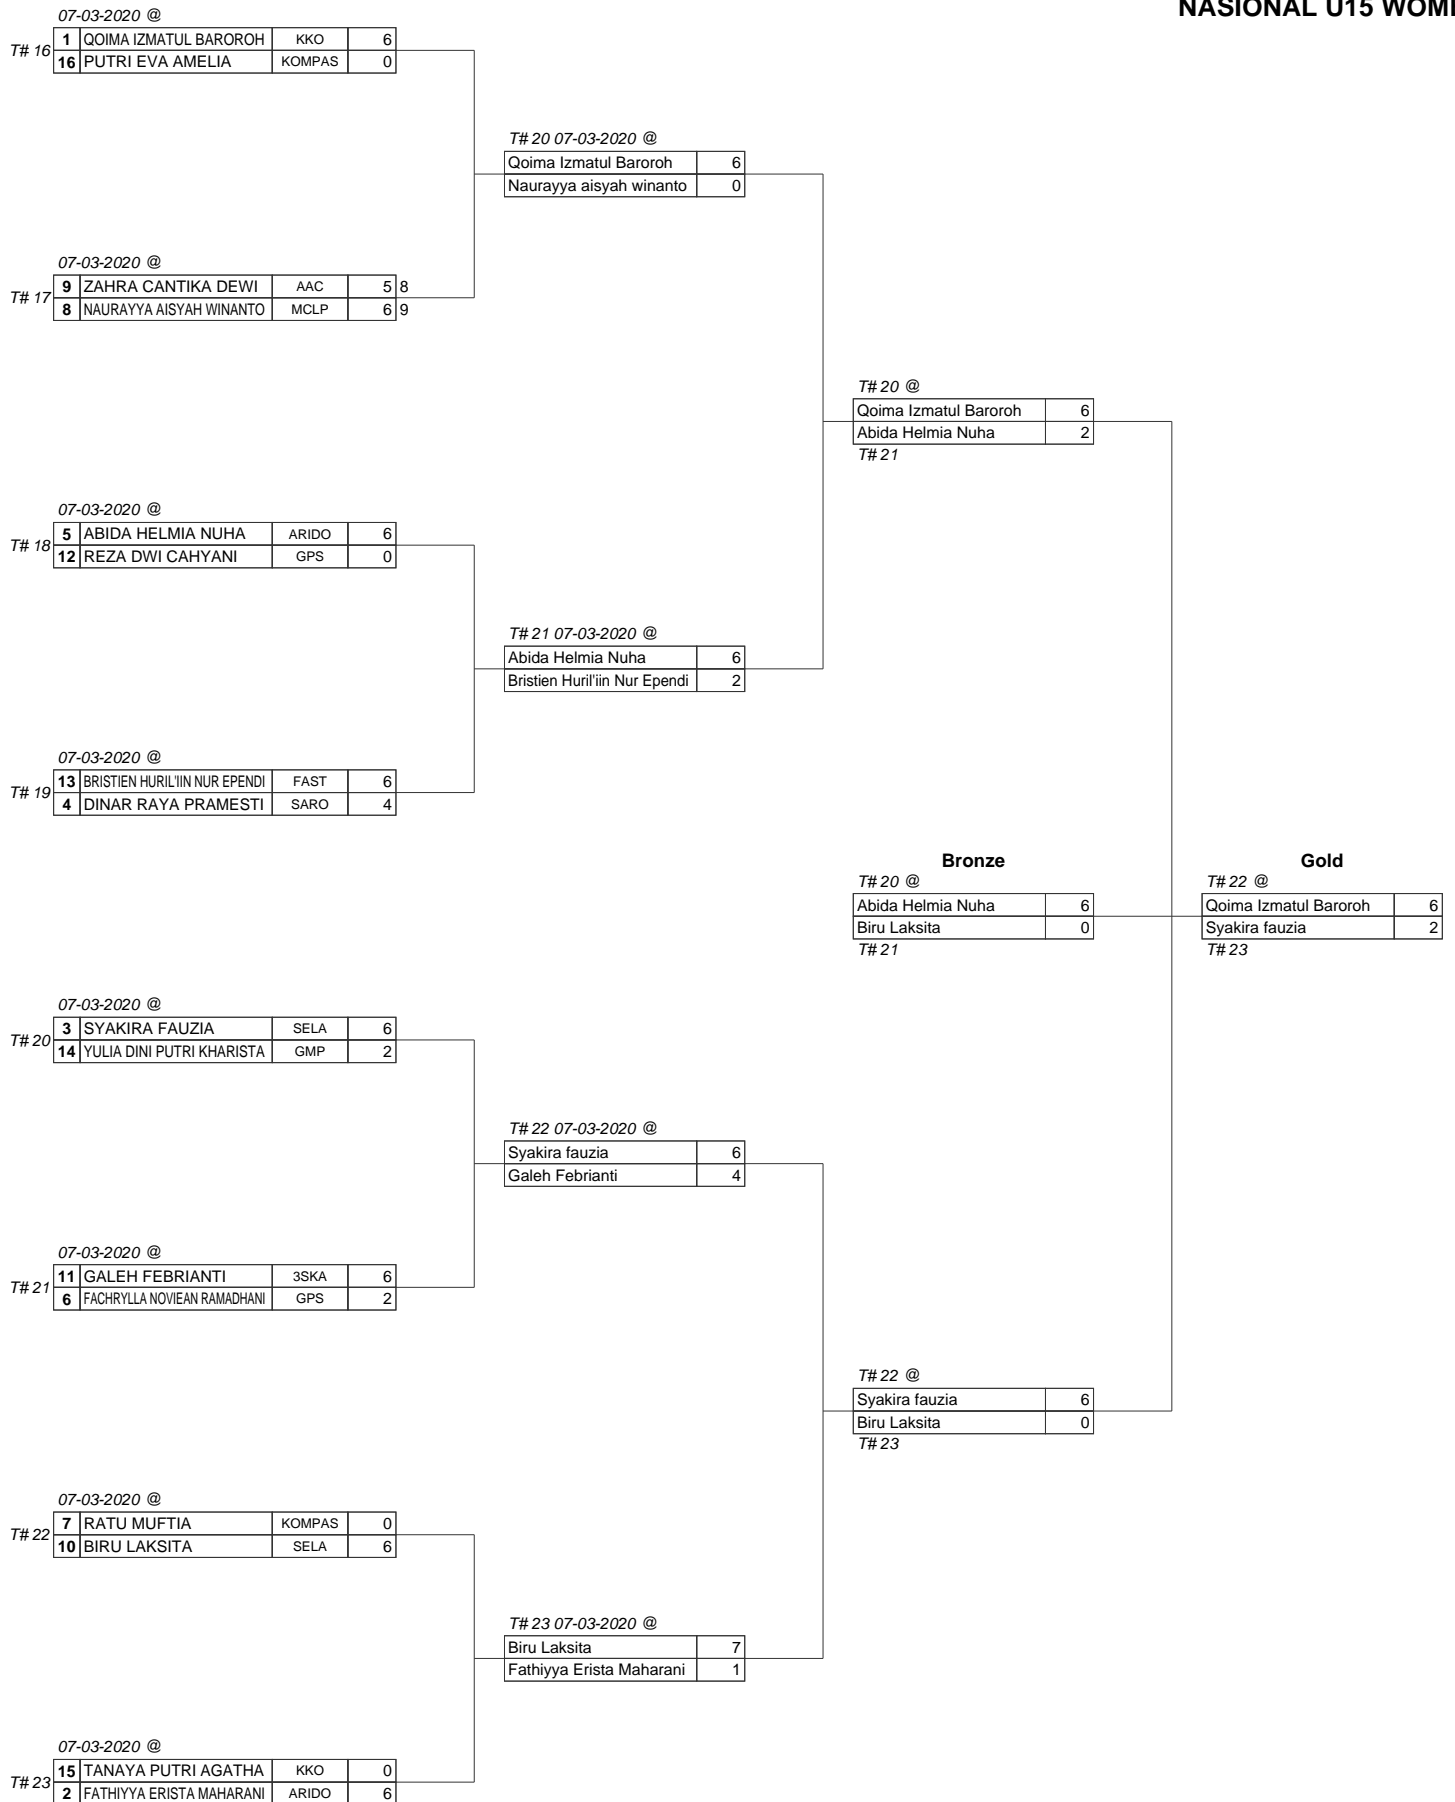 NASIONAL U15 WOM
07-03-2020 @
T# 16
1 QOIMA IZMATUL BAROROH KKO 6
16 PUTRI EVA AMELIA KOMPAS 0
T# 20 07-03-2020 @
Qoima Izmatul Baroroh 6
Naurayya aisyah winanto 0
07-03-2020 @
T# 17
9 ZAHRA CANTIKA DEWI AAC 5 8
8 NAURAYYA AISYAH WINANTO MCLP 6 9
T# 20 @
Qoima Izmatul Baroroh 6
Abida Helmia Nuha 2
T# 21
07-03-2020 @
T# 18
5 ABIDA HELMIA NUHA ARIDO 6
12 REZA DWI CAHYANI GPS 0
T# 21 07-03-2020 @
Abida Helmia Nuha 6
Bristien Huril'iin Nur Ependi 2
07-03-2020 @
T# 19
13 BRISTIEN HURIL'IIN NUR EPENDI FAST 6
4 DINAR RAYA PRAMESTI SARO 4
Bronze
T# 20 @
Abida Helmia Nuha 6
Biru Laksita 0
T# 21
Gold
T# 22 @
Qoima Izmatul Baroroh 6
Syakira fauzia 2
T# 23
07-03-2020 @
T# 20
3 SYAKIRA FAUZIA SELA 6
14 YULIA DINI PUTRI KHARISTA GMP 2
T# 22 07-03-2020 @
Syakira fauzia 6
Galeh Febrianti 4
07-03-2020 @
T# 21
11 GALEH FEBRIANTI 3SKA 6
6 FACHRYLLA NOVIEAN RAMADHANI GPS 2
T# 22 @
Syakira fauzia 6
Biru Laksita 0
T# 23
07-03-2020 @
T# 22
7 RATU MUFTIA KOMPAS 0
10 BIRU LAKSITA SELA 6
T# 23 07-03-2020 @
Biru Laksita 7
Fathiyya Erista Maharani 1
07-03-2020 @
T# 23
15 TANAYA PUTRI AGATHA KKO 0
2 FATHIYYA ERISTA MAHARANI ARIDO 6